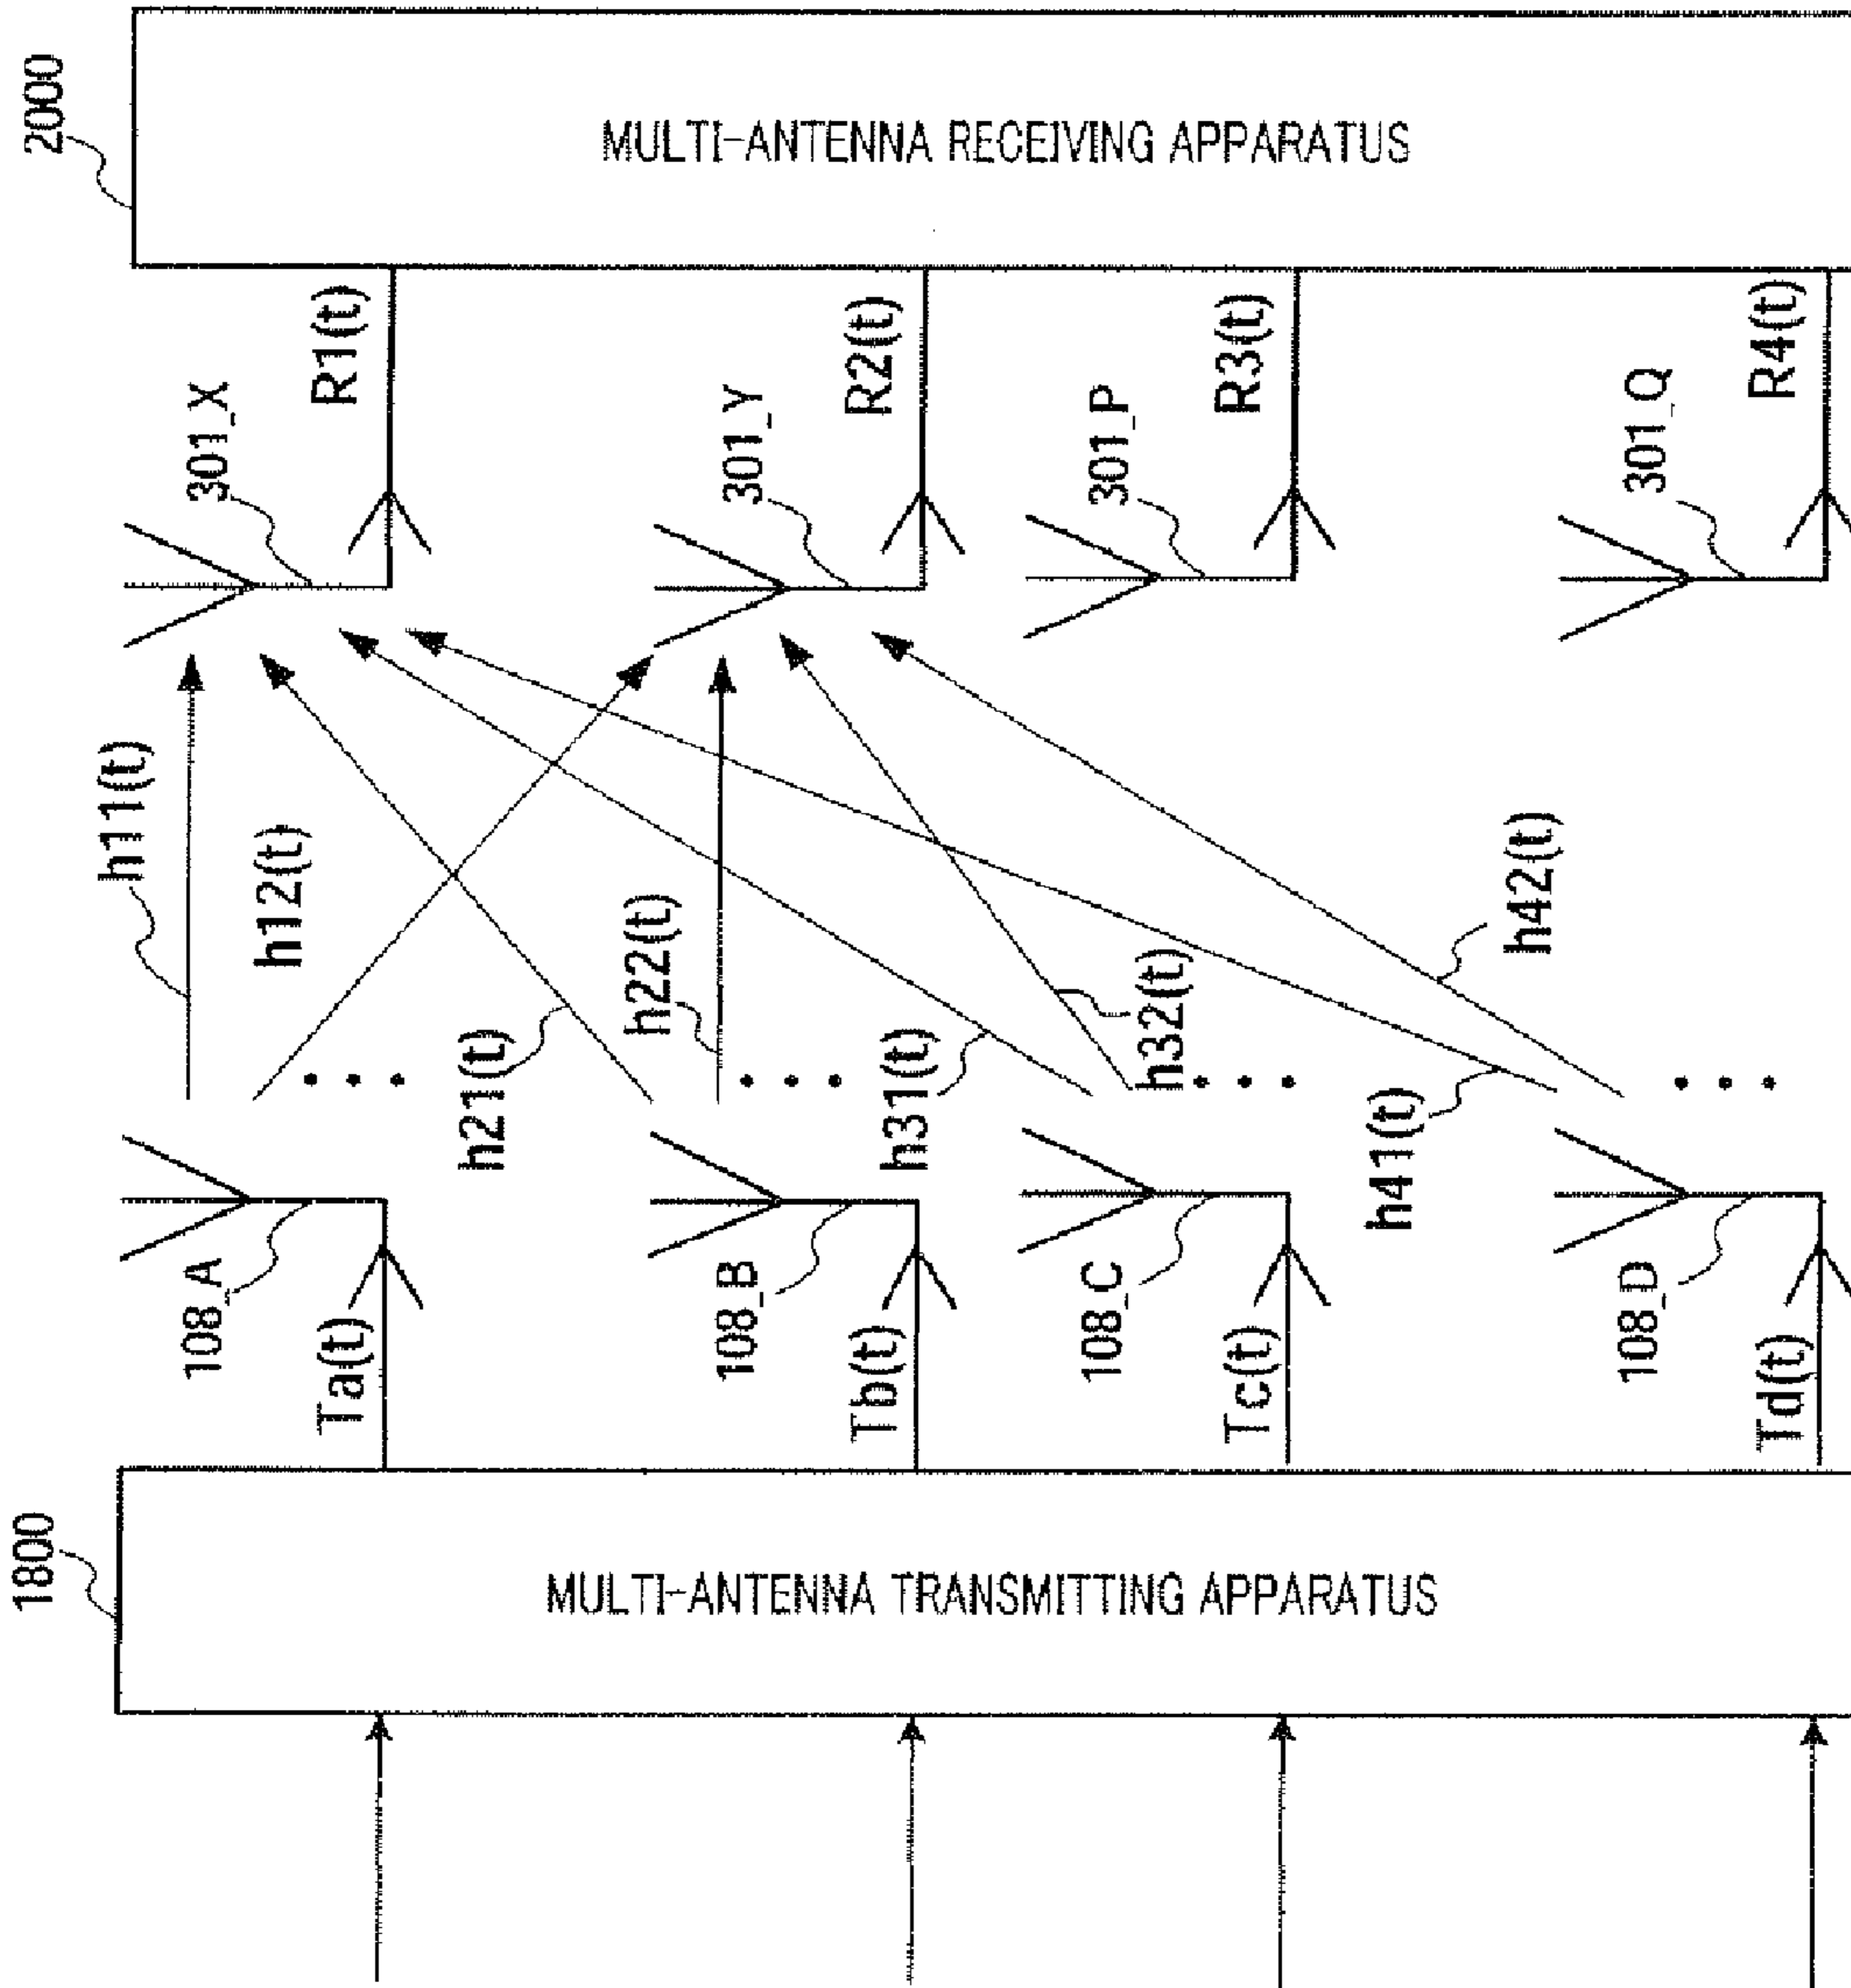 1800
MULTI-ANTENNA TRANSMITTING APPARATUS
Ta(t)
108_A
Tb(t)
108_B
Tc(t)
108_C
Td(t)
108_D
h11(t)
h12(t)
h21(t)
h22(t)
h31(t)
h32(t)
h41(t)
h42(t)
301_X
R1(t)
301_Y
R2(t)
301_P
R3(t)
301_Q
R4(t)
2000
MULTI-ANTENNA RECEIVING APPARATUS